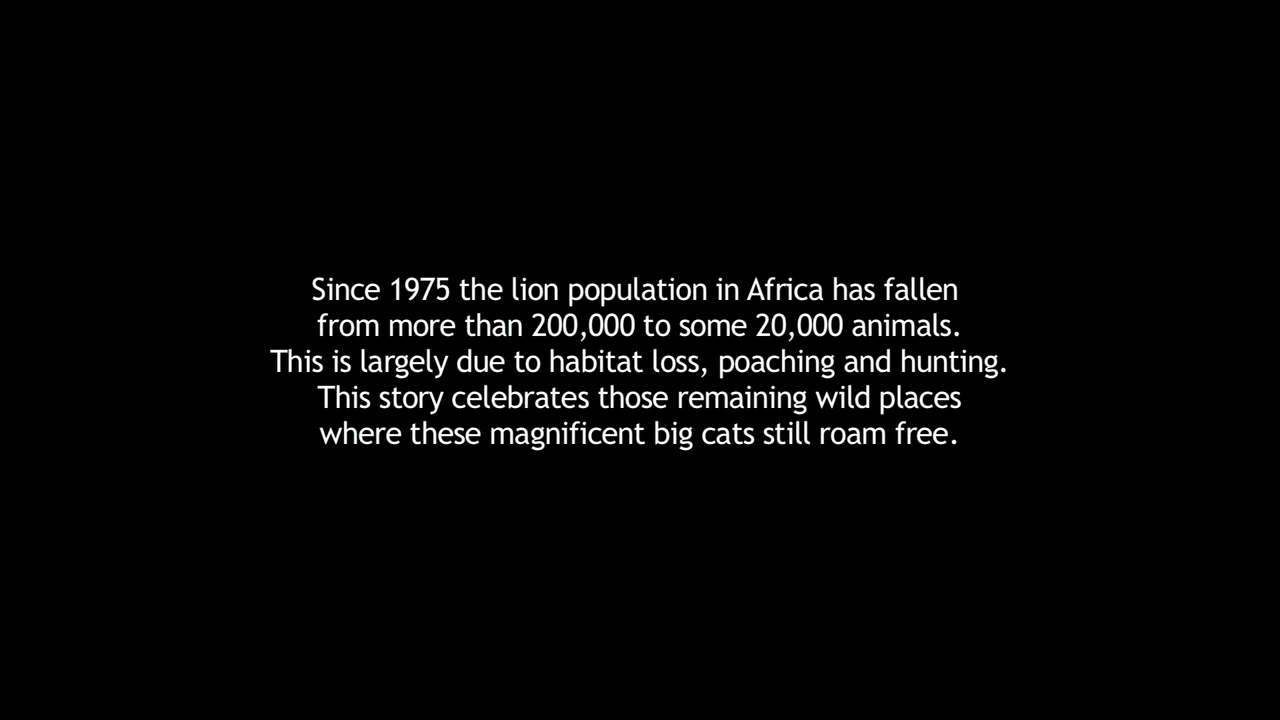 Since 1975 the lion population in Africa has fallen
from more than 200,000 to some 20,000 animals.
This is largely due to habitat loss, poaching and hunting.
This story celebrates those remaining wild places
where these magnificent big cats still roam free.